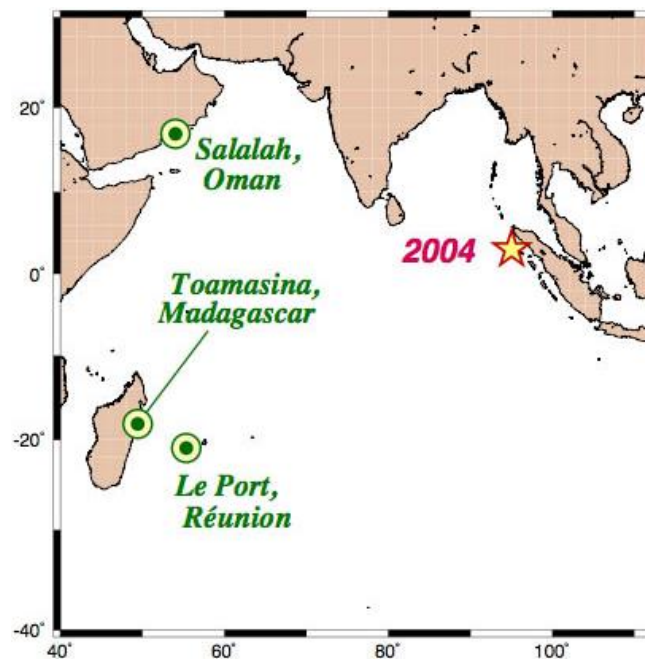 20°
Salalah,
Oman
2004
0°
Toamasina,
Madagascar
-20°
Le Port,
Réunion
-40°
40° 60° 80° 100°